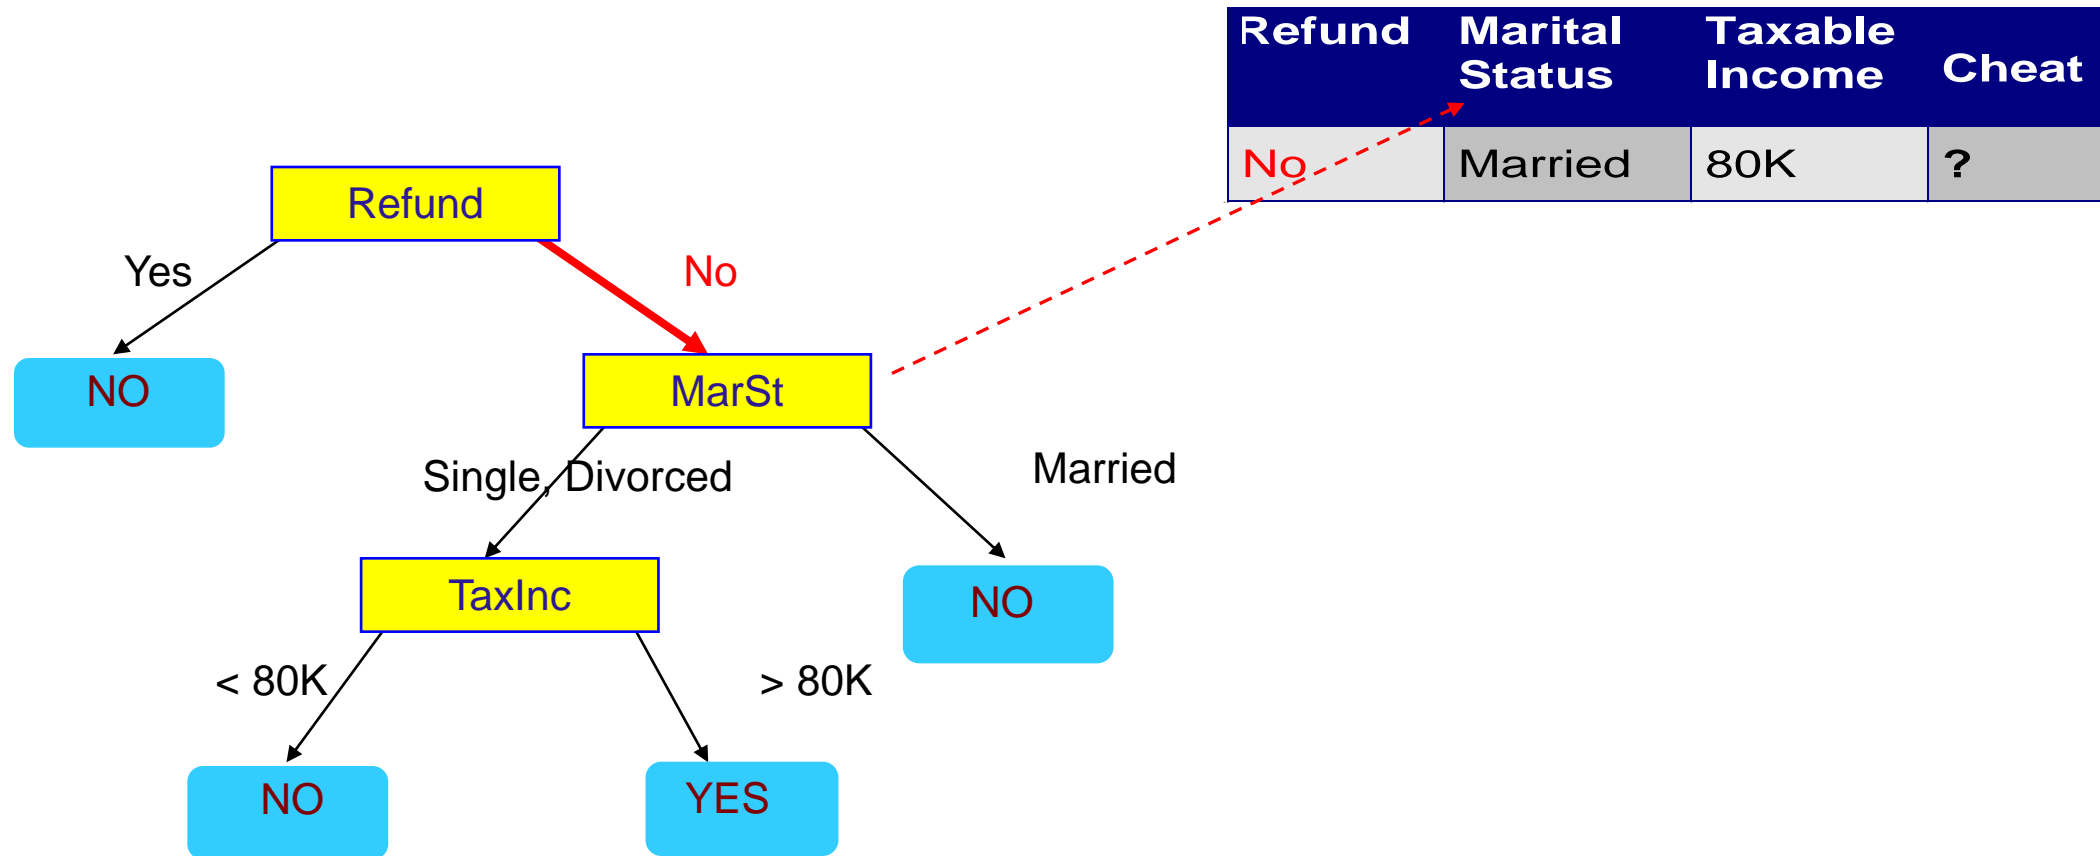 Refund Marital Status Taxable Income Cheat
No Married 80K ?
Refund
Yes No
NO
MarSt
Single, Divorced Married
TaxInc
NO
< 80K > 80K
NO YES